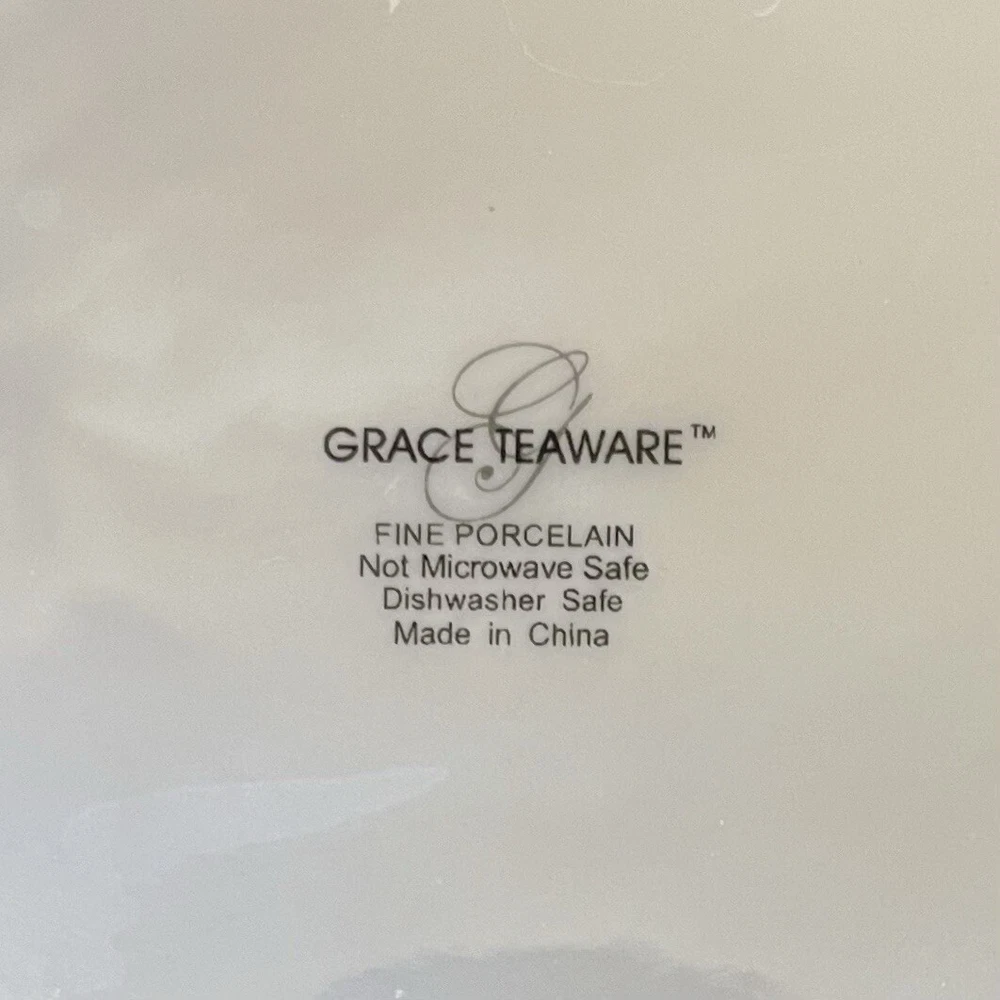 G
GRACE TEAWARE™
FINE PORCELAIN
Not Microwave Safe
Dishwasher Safe
Made in China